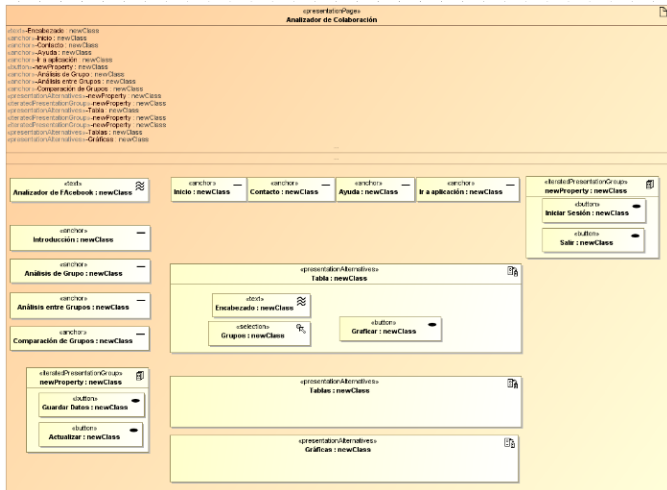 «presentationPage»
Analizador de Colaboración
«text»-Encabezado : newClass
«anchor»-Inicio : newClass
«anchor»-Contacto : newClass
«anchor»-Ayuda : newClass
«anchor»-Ir a aplicación : newClass
«button»-newProperty : newClass
«anchor»-Análisis de Grupo : newClass
«anchor»-Análisis entre Grupos : newClass
«anchor»-Comparación de Grupos : newClass
«presentationAlternatives»-newProperty : newClass
«iteratedPresentationGroup»-newProperty : newClass
«presentationAlternatives»-Tabla : newClass
«iteratedPresentationGroup»-newProperty : newClass
«iteratedPresentationGroup»-newProperty : newClass
«presentationAlternatives»-Tablas : newClass
«presentationAlternatives»-Gráficas : newClass
«text»
Analizador de FAcebook : newClass
«anchor»
Inicio : newClass
«anchor»
Contacto : newClass
«anchor»
Ayuda : newClass
«anchor»
Ir a aplicación : newClass
«iteratedPresentationGroup»
newProperty : newClass
«button»
Iniciar Sesión : newClass
«button»
Salir : newClass
«anchor»
Introducción : newClass
«anchor»
Análisis de Grupo : newClass
«anchor»
Análisis entre Grupos : newClass
«anchor»
Comparación de Grupos : newClass
«presentationAlternatives»
Tabla : newClass
«text»
Encabezado : newClass
«selection»
Grupos : newClass
«button»
Graficar : newClass
«iteratedPresentationGroup»
newProperty : newClass
«button»
Guardar Datos : newClass
«button»
Actualizar : newClass
«presentationAlternatives»
Tablas : newClass
«presentationAlternatives»
Gráficas : newClass